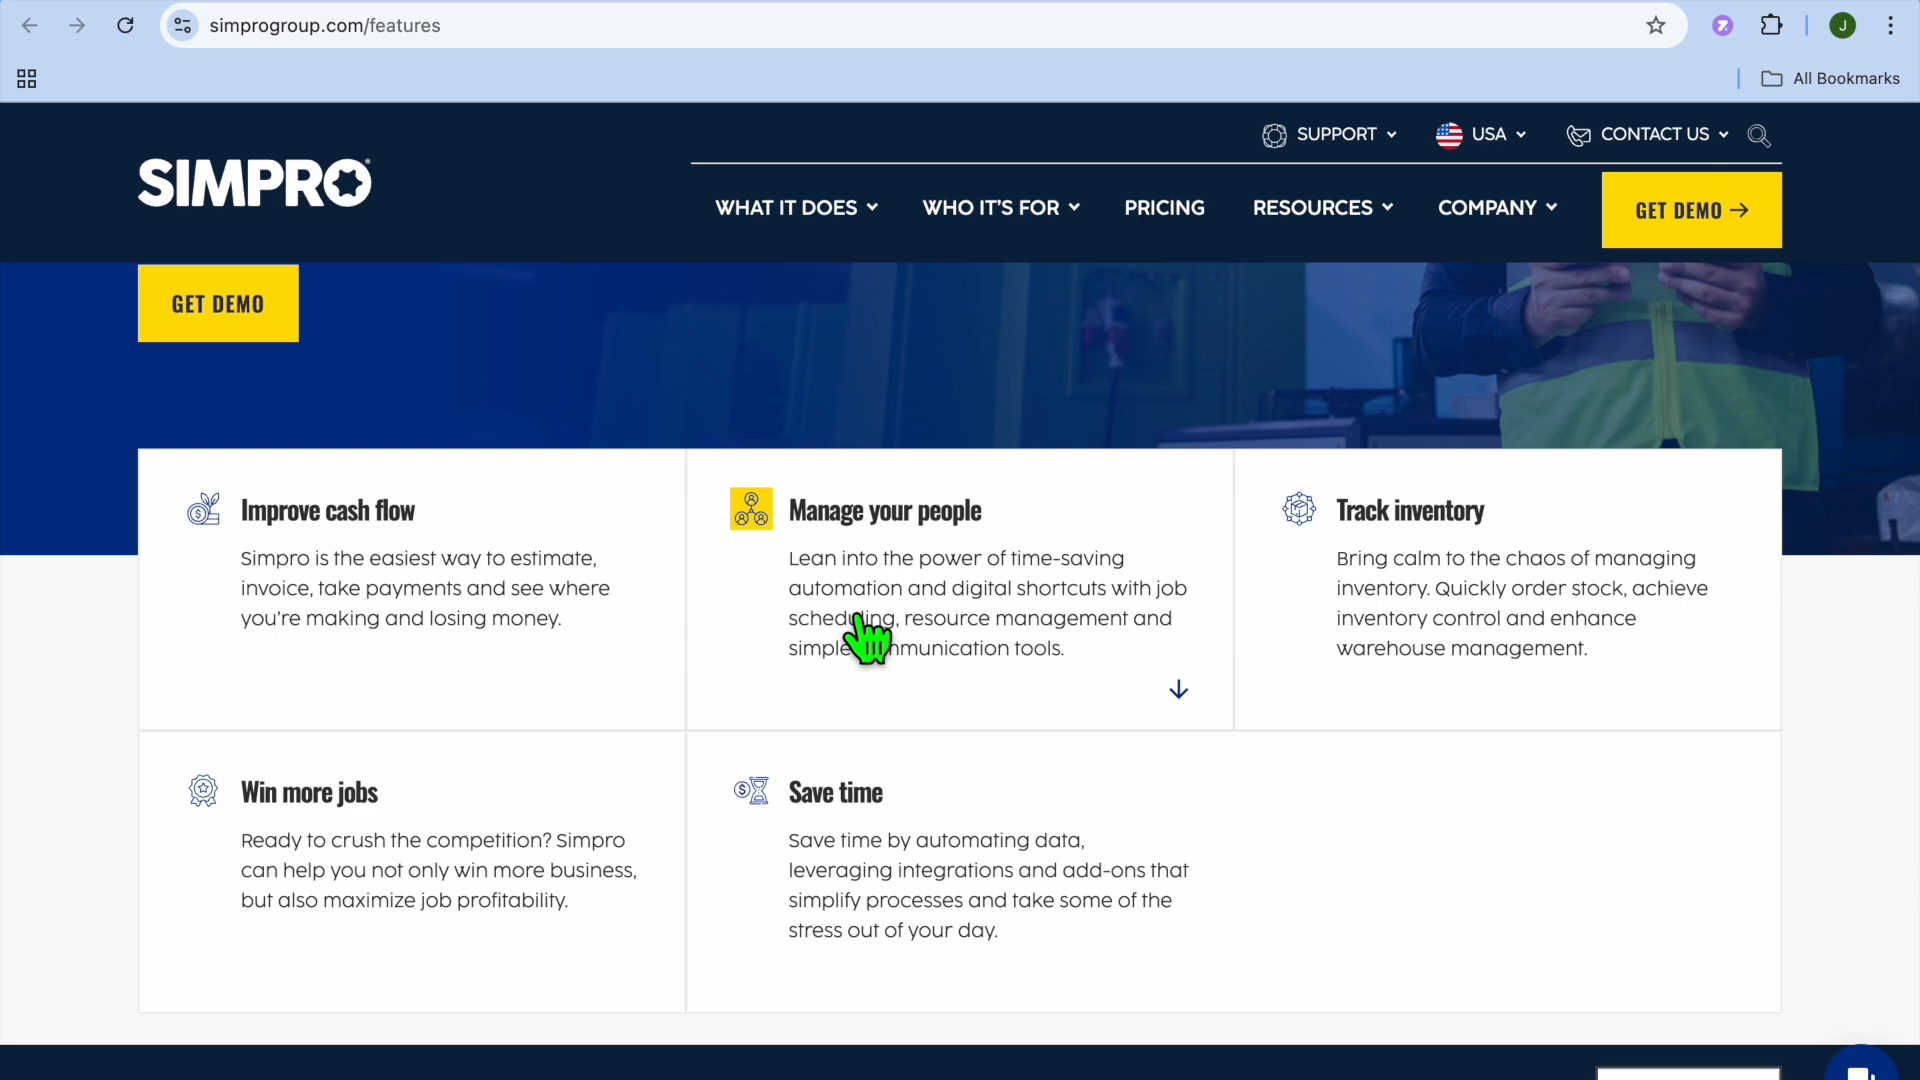 simprogroup.com/features
J
All Bookmarks
SUPPORT
USA
CONTACT US
SIMPRO
WHAT IT DOES
WHO IT'S FOR
PRICING
RESOURCES
COMPANY
GET DEMO →
GET DEMO
Improve cash flow
Simpro is the easiest way to estimate,
invoice, take payments and see where
you're making and losing money.
Manage your people
Lean into the power of time-saving
automation and digital shortcuts with job
scheduling, resource management and
simple communication tools.
Track inventory
Bring calm to the chaos of managing
inventory. Quickly order stock, achieve
inventory control and enhance
warehouse management.
Win more jobs
Ready to crush the competition? Simpro
can help you not only win more business,
but also maximize job profitability.
Save time
Save time by automating data,
leveraging integrations and add-ons that
simplify processes and take some of the
stress out of your day.